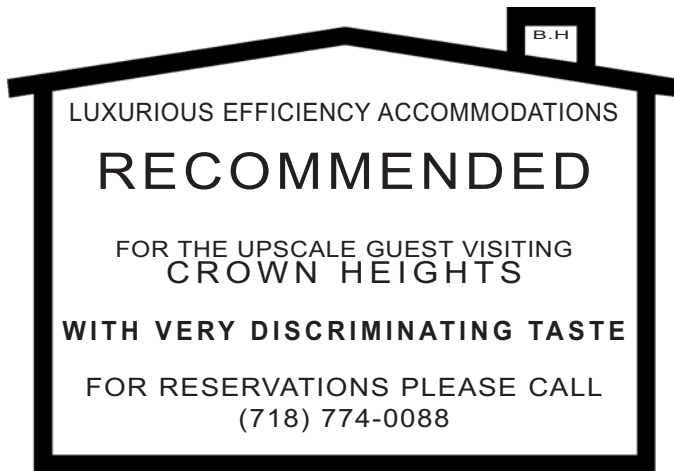 B.H
LUXURIOUS EFFICIENCY ACCOMMODATIONS
RECOMMENDED
FOR THE UPSCALE GUEST VISITING
CROWN HEIGHTS
WITH VERY DISCRIMINATING TASTE
FOR RESERVATIONS PLEASE CALL
(718) 774-0088